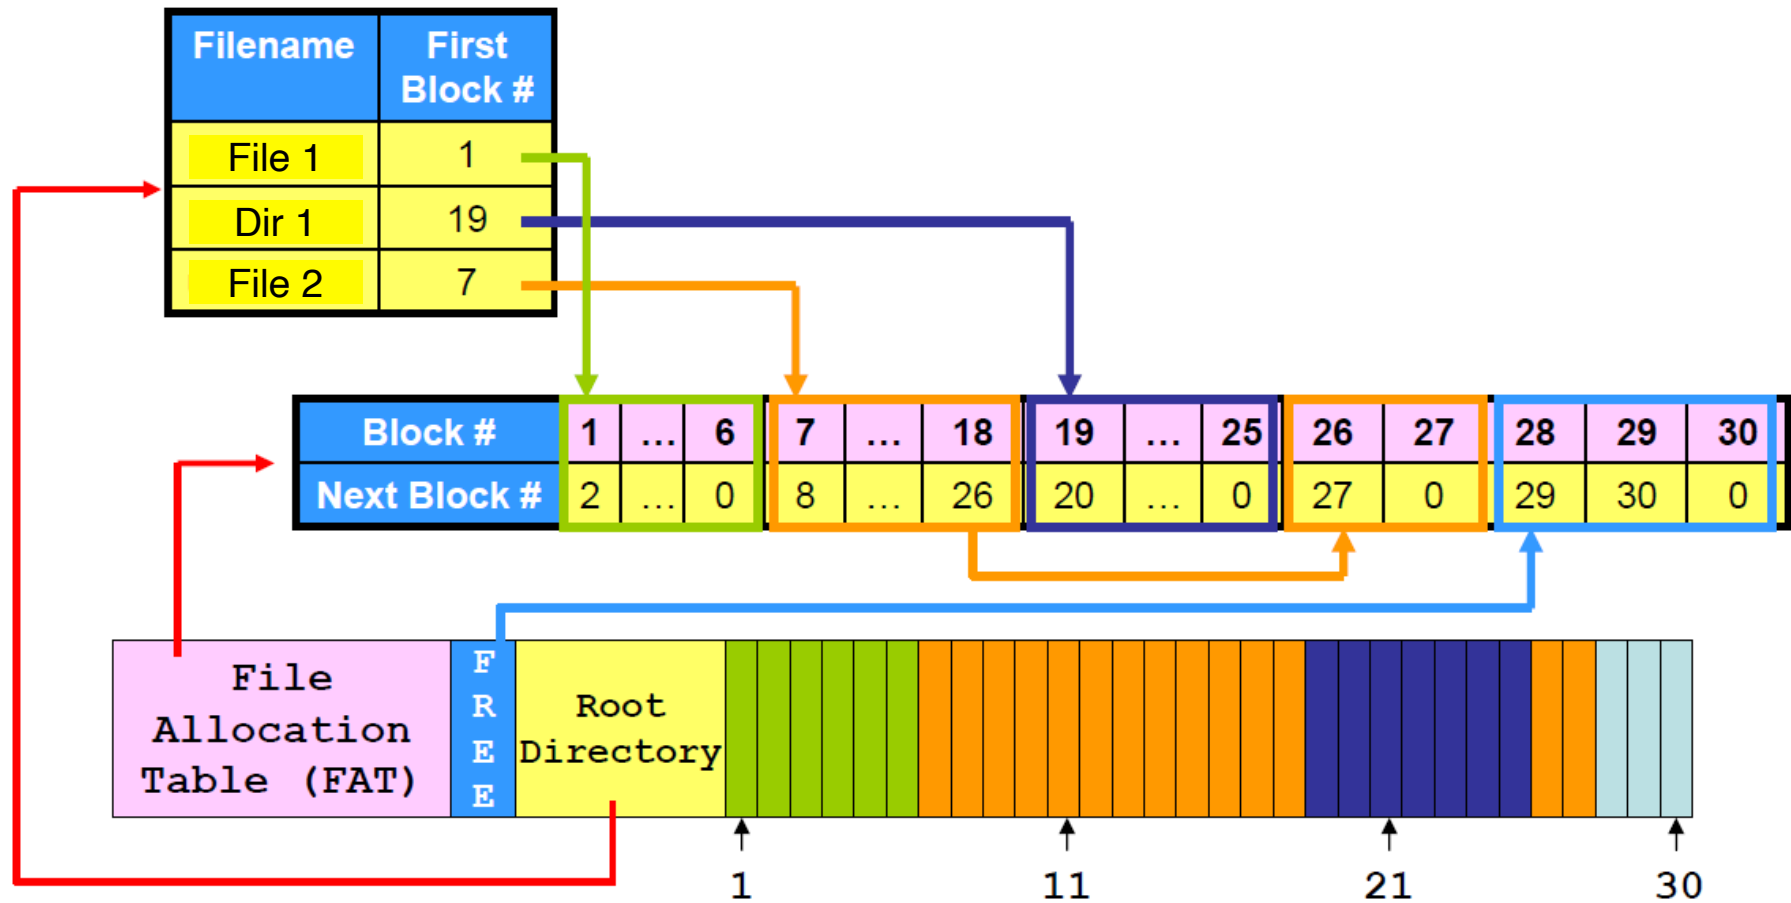 Filename First Block #
File 1 1
Dir 1 19
File 2 7
Block # 1 ... 6 7 ... 18 19 ... 25 26 27 28 29 30
Next Block # 2 ... 0 8 ... 26 20 ... 0 27 0 29 30 0
File Allocation Table (FAT)
FREE
Root Directory
1 11 21 30